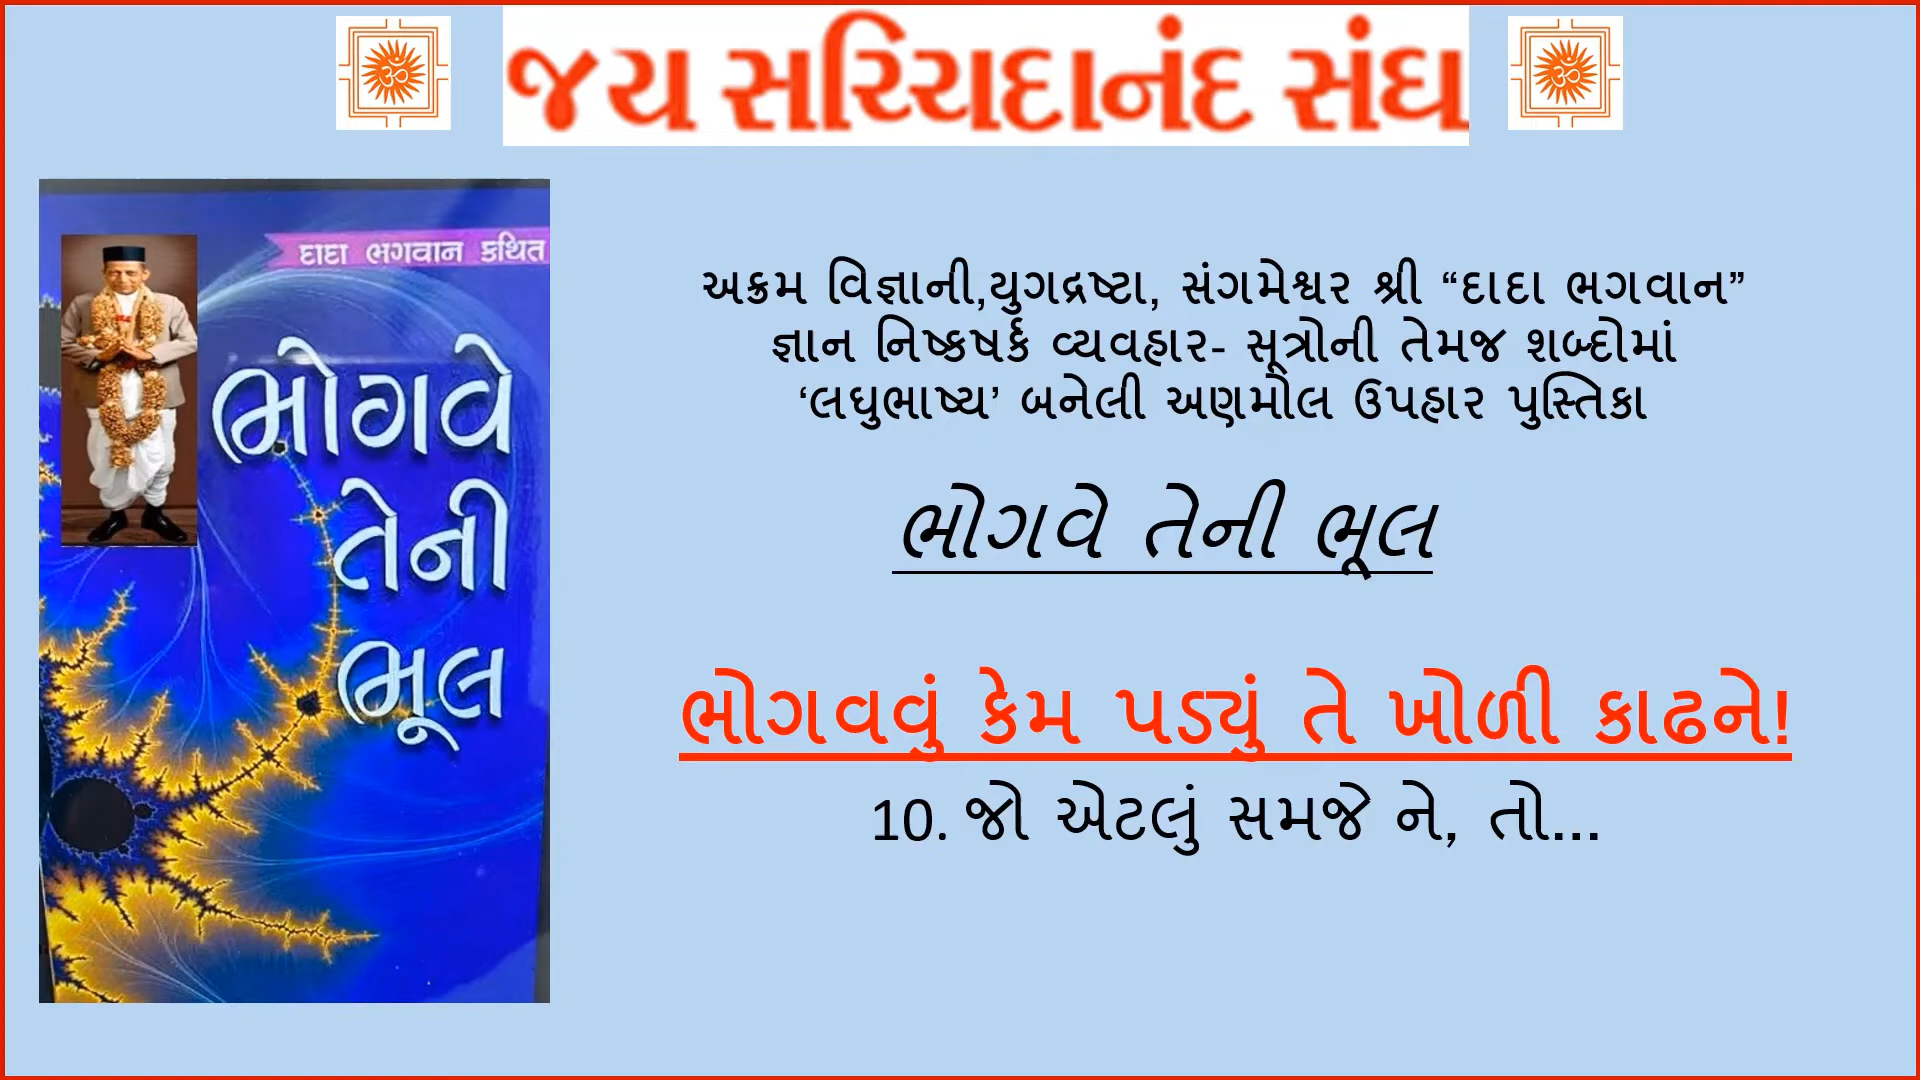 જય સચ્ચિદાનંદ સંઘ
દાદા ભગવાન કથિત
ભોગવે
તેની
ભૂલ
અક્રમ વિજ્ઞાની,યુગદ્રષ્ટા, સંગમેશ્વર શ્રી “દાદા ભગવાન”
જ્ઞાન નિષ્કર્ષક વ્યવહાર- સૂત્રોની તેમજ શબ્દોમાં
‘લઘુભાષ્ય’ બનેલી અણમોલ ઉપહાર પુસ્તિકા
ભોગવે તેની ભૂલ
ભોગવવું કેમ પડ્યું તે ખોળી કાઢને!
10. જો એટલું સમજે ને, તો...